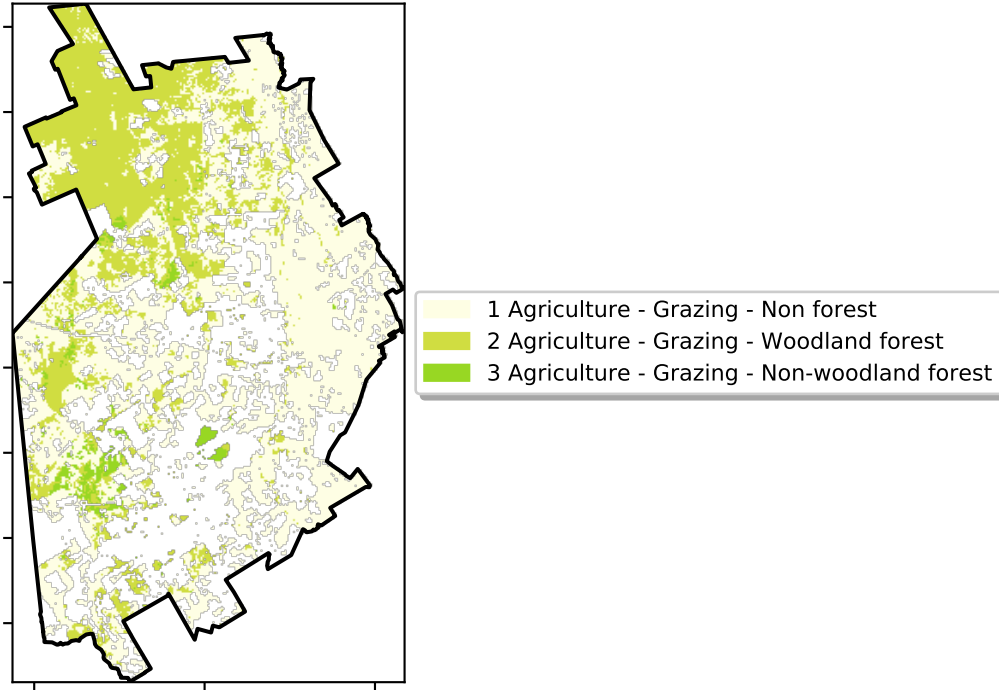 1 Agriculture - Grazing - Non forest
2 Agriculture - Grazing - Woodland forest
3 Agriculture - Grazing - Non-woodland forest